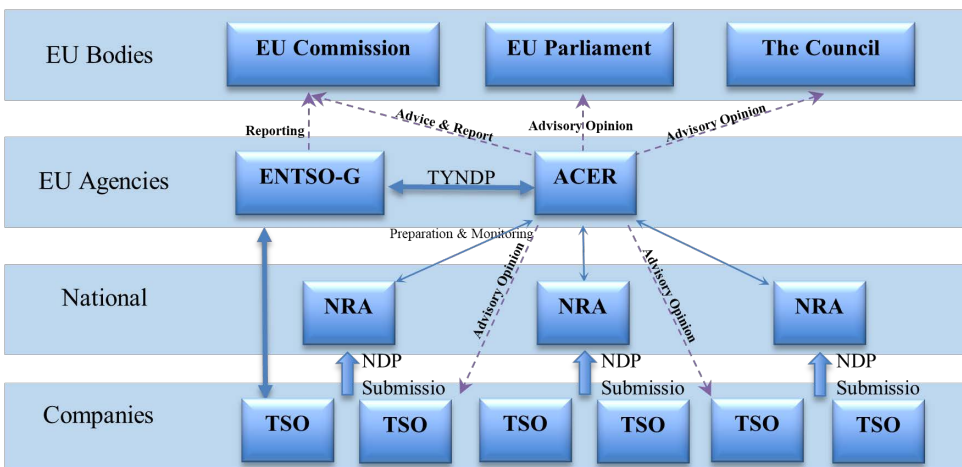 EU Bodies
EU Commission
EU Parliament
The Council
Reporting
Advice & Report
Advisory Opinion
Advisory Opinion
EU Agencies
ENTSO-G
TYNDP
ACER
Preparation & Monitoring
Advisory Opinion
Advisory Opinion
National
NRA
NRA
NRA
NDP
Submissio
NDP
Submissio
NDP
Submissio
Companies
TSO
TSO
TSO
TSO
TSO
TSO